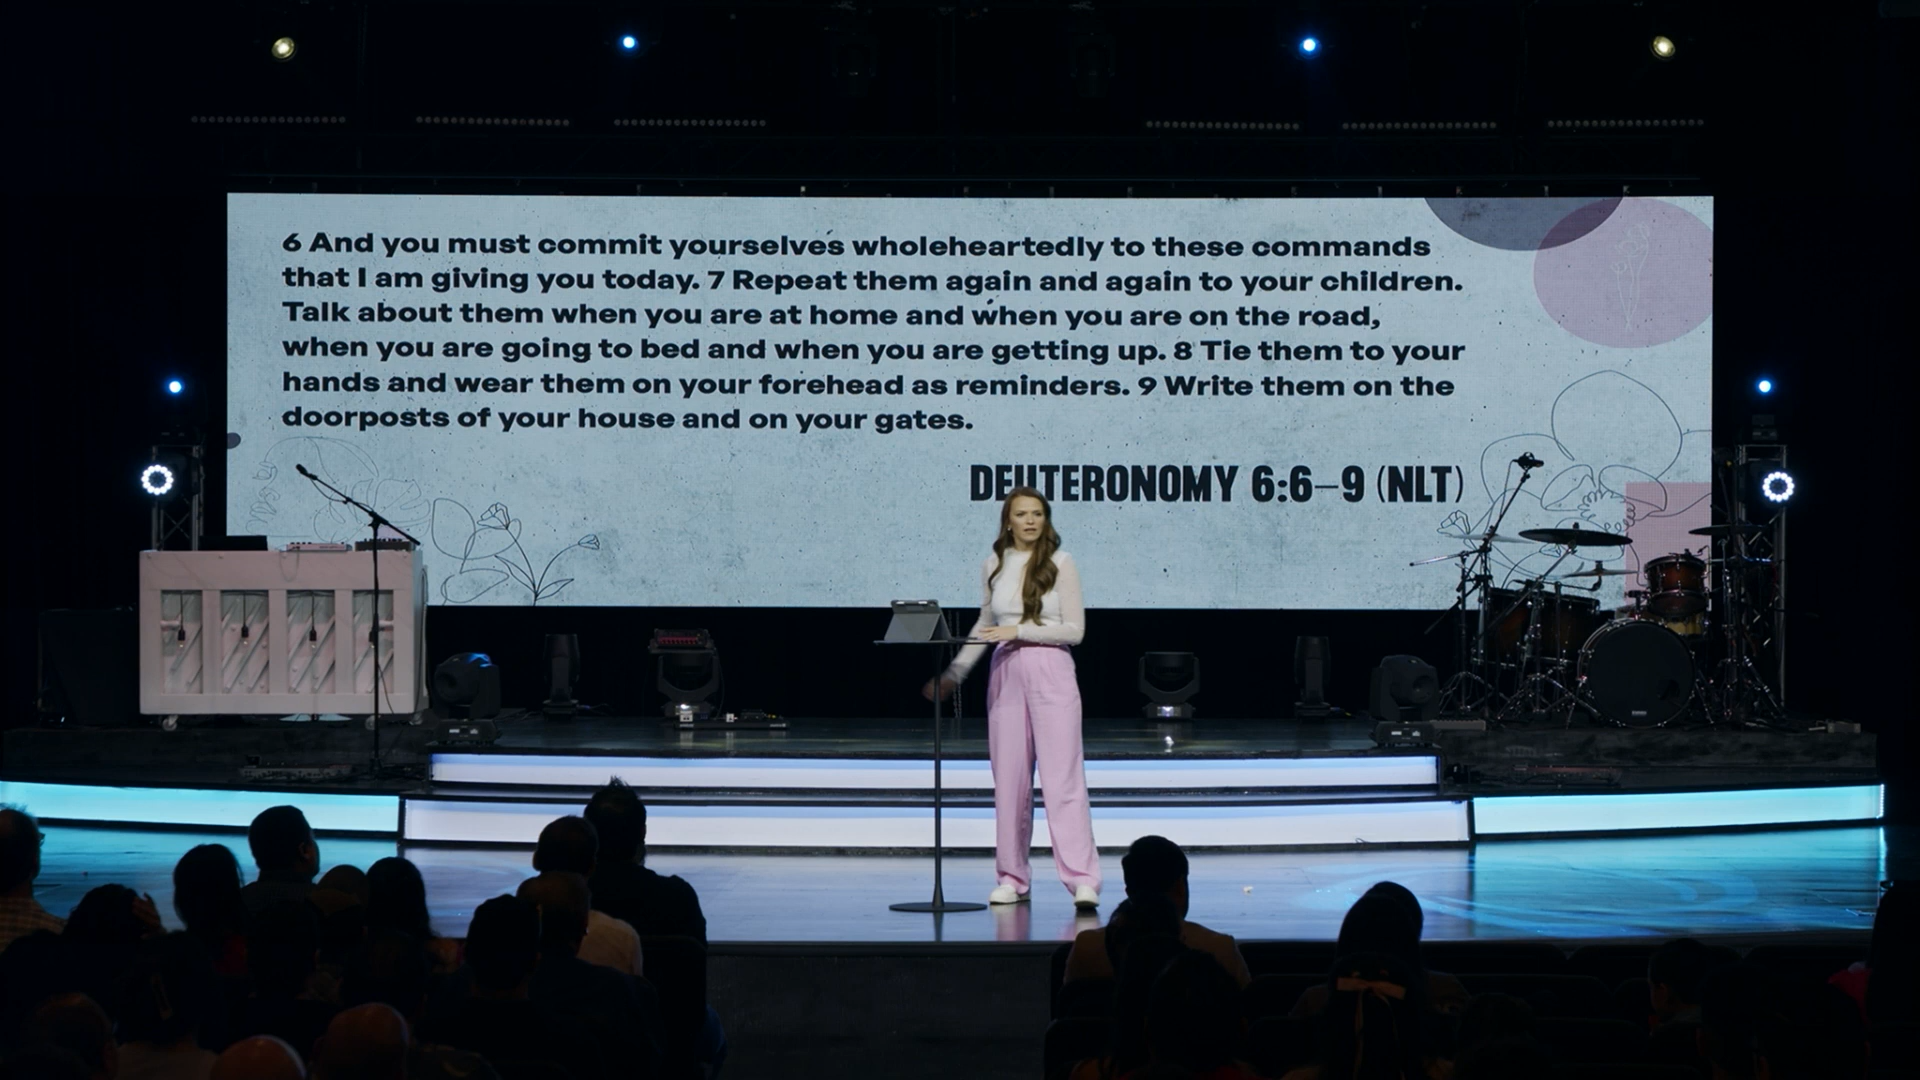 6 And you must commit yourselves wholeheartedly to these commands
that I am giving you today. 7 Repeat them again and again to your children.
Talk about them when you are at home and when you are on the road,
when you are going to bed and when you are getting up. 8 Tie them to your
hands and wear them on your forehead as reminders. 9 Write them on the
doorposts of your house and on your gates.
DEUTERONOMY 6:6–9 (NLT)